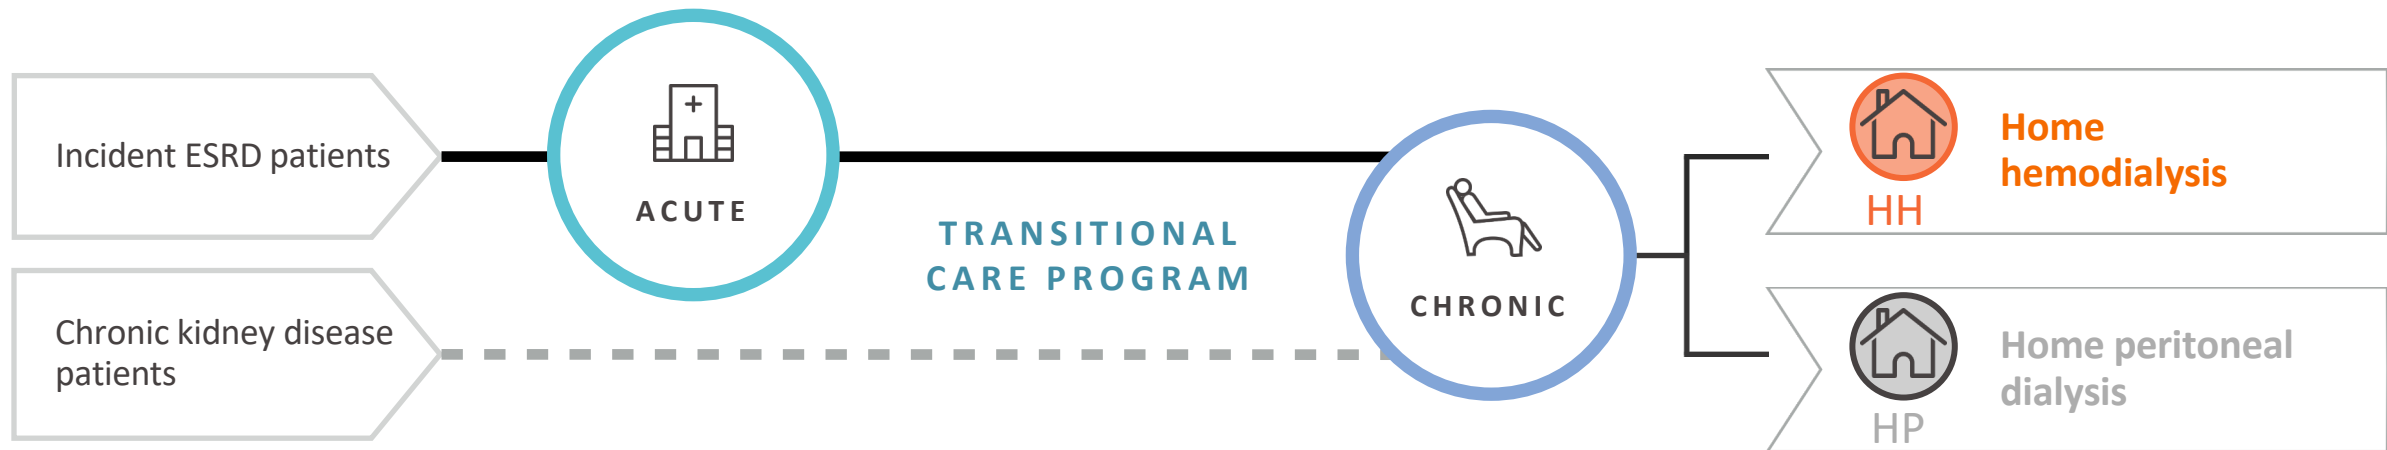 Incident ESRD patients
Chronic kidney disease
patients
ACUTE
TRANSITIONAL
CARE PROGRAM
CHRONIC
HH
Home
hemodialysis
HP
Home peritoneal
dialysis